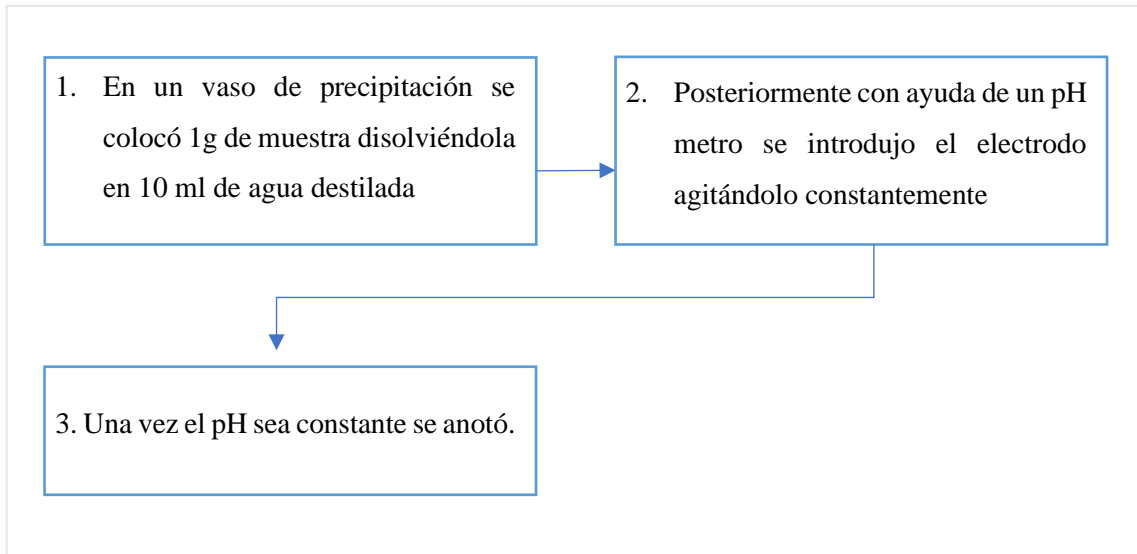 1. En un vaso de precipitación se
colocó 1g de muestra disolviéndola
en 10 ml de agua destilada
2. Posteriormente con ayuda de un pH
metro se introdujo el electrodo
agitándolo constantemente
3. Una vez el pH sea constante se anotó.